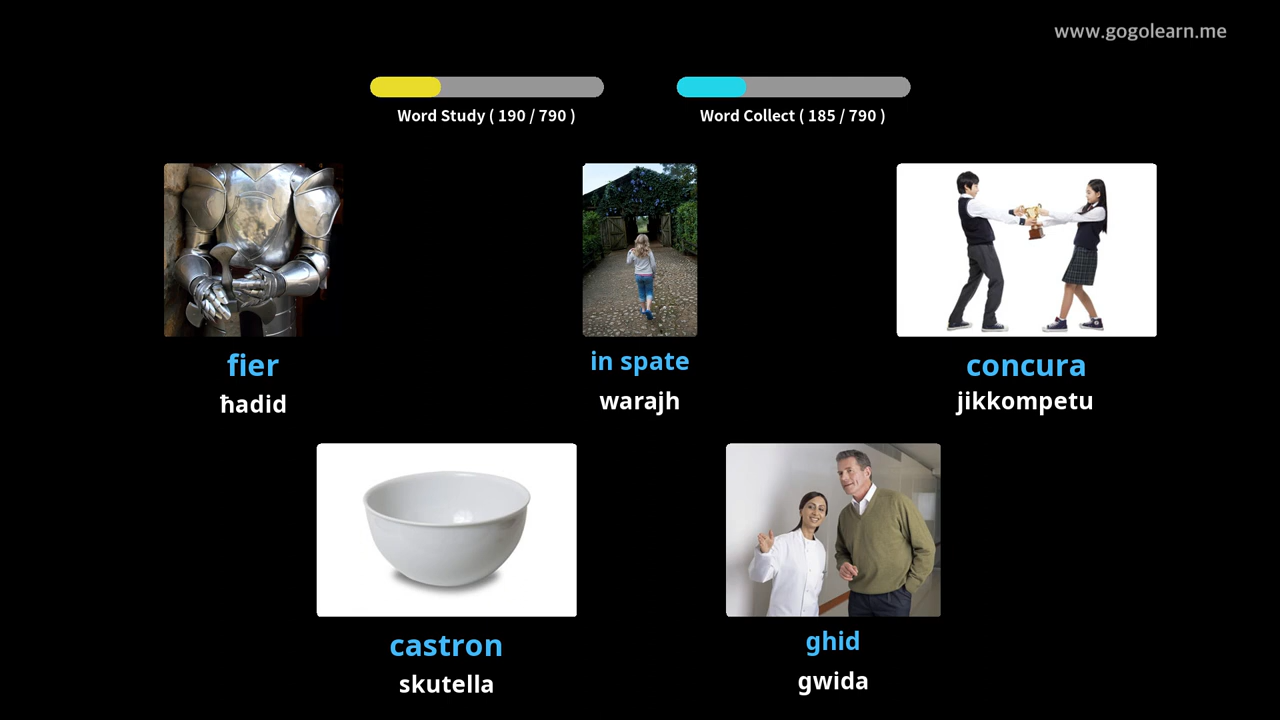 www.gogolearn.me
Word Study ( 190 / 790 )
Word Collect ( 185 / 790 )
fier
in spate
concura
ħadid
warajh
jikkompetu
castron
ghid
skutella
gwida